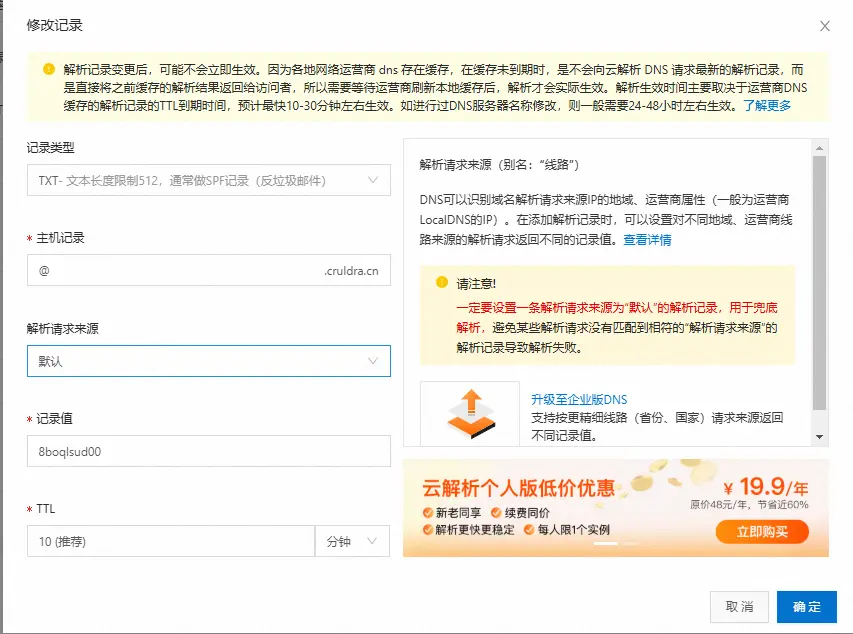 修改记录
解析记录变更后，可能不会立即生效。因为各地网络运营商 dns 存在缓存，在缓存未到期时，是不会向云解析 DNS 请求最新的解析记录，而
是直接将之前缓存的解析结果返回给访问者，所以需要等待运营商刷新本地缓存后，解析才会实际生效。解析生效时间主要取决于运营商DNS
缓存的解析记录的TTL到期时间，预计最快10-30分钟左右生效。如进行过DNS服务器名称修改，则一般需要24-48小时左右生效。了解更多
记录类型
TXT- 文本长度限制512，通常做SPF记录（反垃圾邮件）
* 主机记录
@
.cruldra.cn
解析请求来源
默认
* 记录值
8boqlsud00
* TTL
10 (推荐)
分钟
解析请求来源（别名：“线路”）
DNS可以识别域名解析请求来源IP的地域、运营商属性（一般为运营商
LocalDNS的IP）。在添加解析记录时，可以设置对不同地域、运营商线
路来源的解析请求返回不同的记录值。查看详情
请注意!
一定要设置一条解析请求来源为“默认”的解析记录，用于兜底
解析，避免某些解析请求没有匹配到相符的“解析请求来源”的
解析记录导致解析失败。
升级至企业版DNS
支持按更精细线路（省份、国家）请求来源返回
不同记录值。
云解析个人版低价优惠
新老同享 续费同价
解析更快更稳定 每人限1个实例
¥ 19.9/年
原价48元/年，节省近60%
立即购买
取 消
确 定